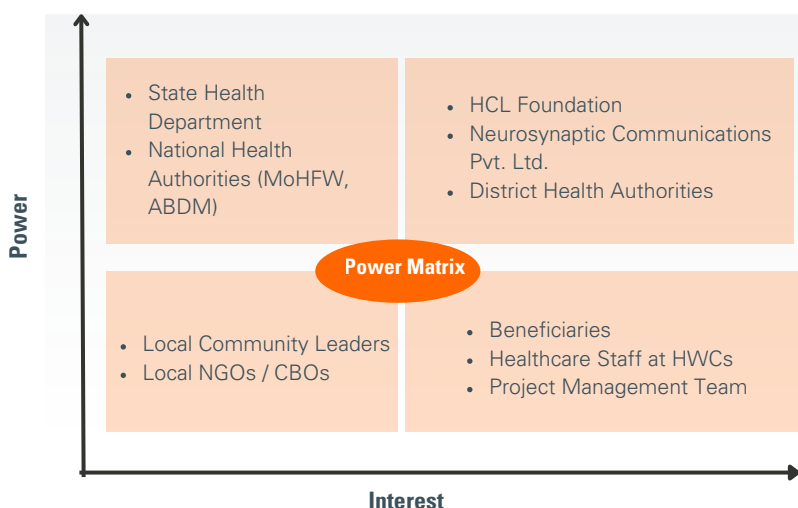 Power
• State Health
Department
• National Health
Authorities (MoHFW,
ABDM)
• HCL Foundation
• Neurosynaptic Communications
Pvt. Ltd.
• District Health Authorities
Power Matrix
• Local Community Leaders
• Local NGOs / CBOs
• Beneficiaries
• Healthcare Staff at HWCs
• Project Management Team
Interest